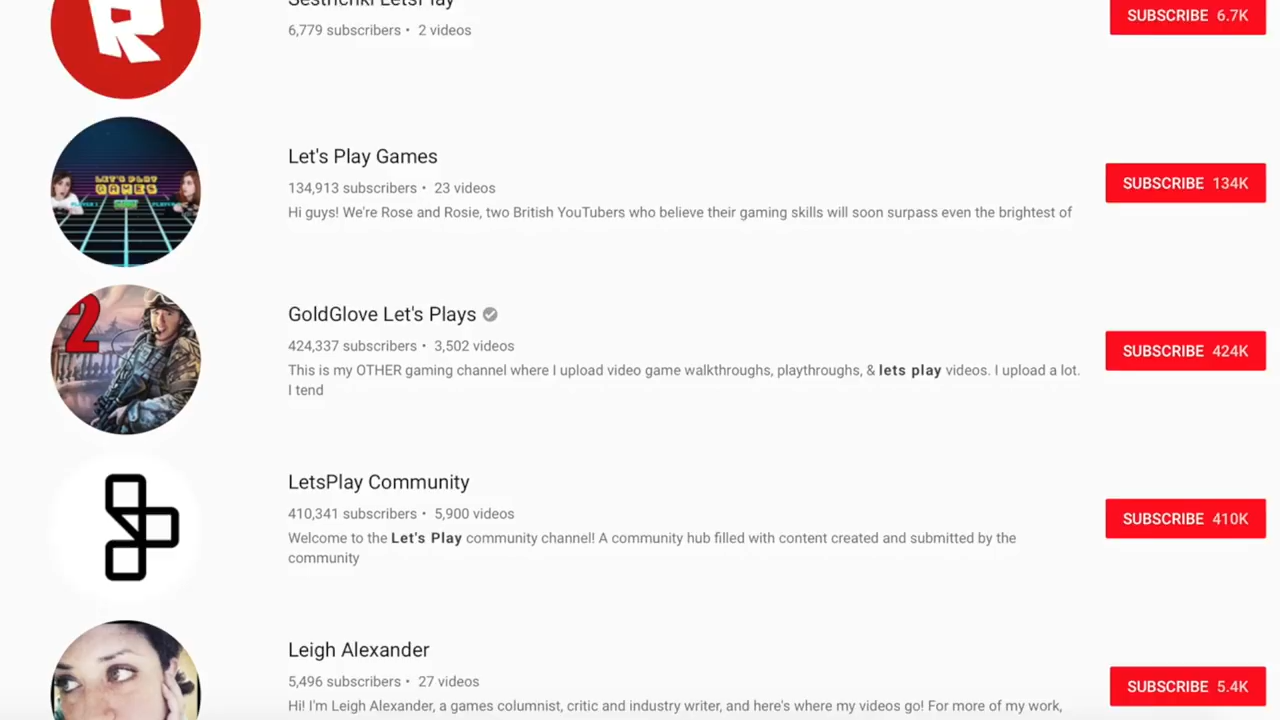 Sestrichki LetsPlay
SUBSCRIBE 6.7K
6,779 subscribers • 2 videos
Let's Play Games
134,913 subscribers • 23 videos
SUBSCRIBE 134K
Hi guys! We're Rose and Rosie, two British YouTubers who believe their gaming skills will soon surpass even the brightest of
LET'S PLAY
GAMES
GoldGlove Let's Plays
424,337 subscribers • 3,502 videos
SUBSCRIBE 424K
This is my OTHER gaming channel where I upload video game walkthroughs, playthroughs, & lets play videos. I upload a lot.
I tend
2
LetsPlay Community
410,341 subscribers • 5,900 videos
SUBSCRIBE 410K
Welcome to the Let's Play community channel! A community hub filled with content created and submitted by the
community
Leigh Alexander
5,496 subscribers • 27 videos
SUBSCRIBE 5.4K
Hi! I'm Leigh Alexander, a games columnist, critic and industry writer, and here's where my videos go! For more of my work,